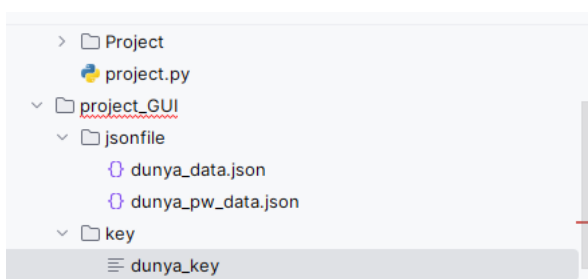 Project
project.py
project_GUI
jsonfile
dunya_data.json
dunya_pw_data.json
key
dunya_key